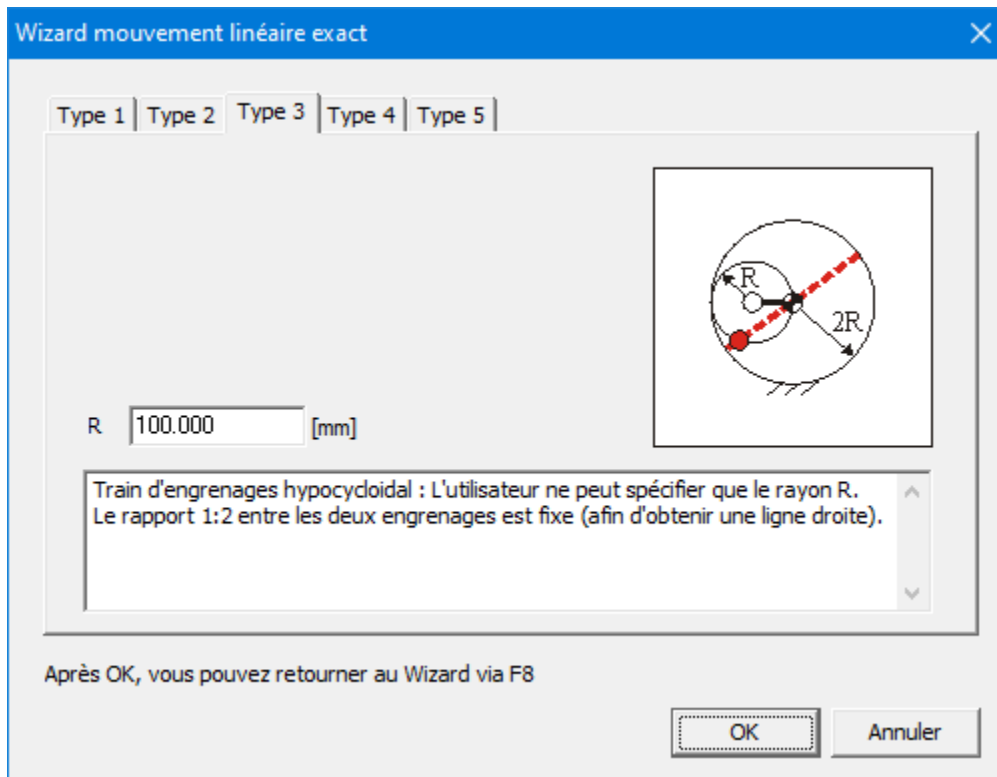 Wizard mouvement linéaire exact
Type 1 Type 2 Type 3 Type 4 Type 5
R
2R
R 100.000 [mm]
Train d'engrenages hypocycloidal : L'utilisateur ne peut spécifier que le rayon R.
Le rapport 1:2 entre les deux engrenages est fixe (afin d'obtenir une ligne droite).
Après OK, vous pouvez retourner au Wizard via F8
OK Annuler